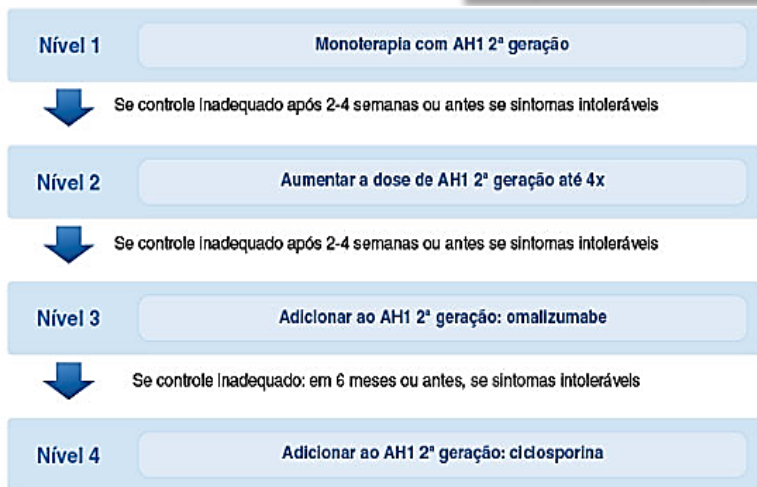 Nível 1 Monoterapia com AH1 2ª geração
Se controle Inadequado após 2-4 semanas ou antes se sintomas intoleráveis
Nível 2 Aumentar a dose de AH1 2ª geração até 4x
Se controle Inadequado após 2-4 semanas ou antes se sintomas intoleráveis
Nível 3 Adicionar ao AH1 2ª geração: omalizumabe
Se controle Inadequado: em 6 meses ou antes, se sintomas intoleráveis
Nível 4 Adicionar ao AH1 2ª geração: ciclosporina